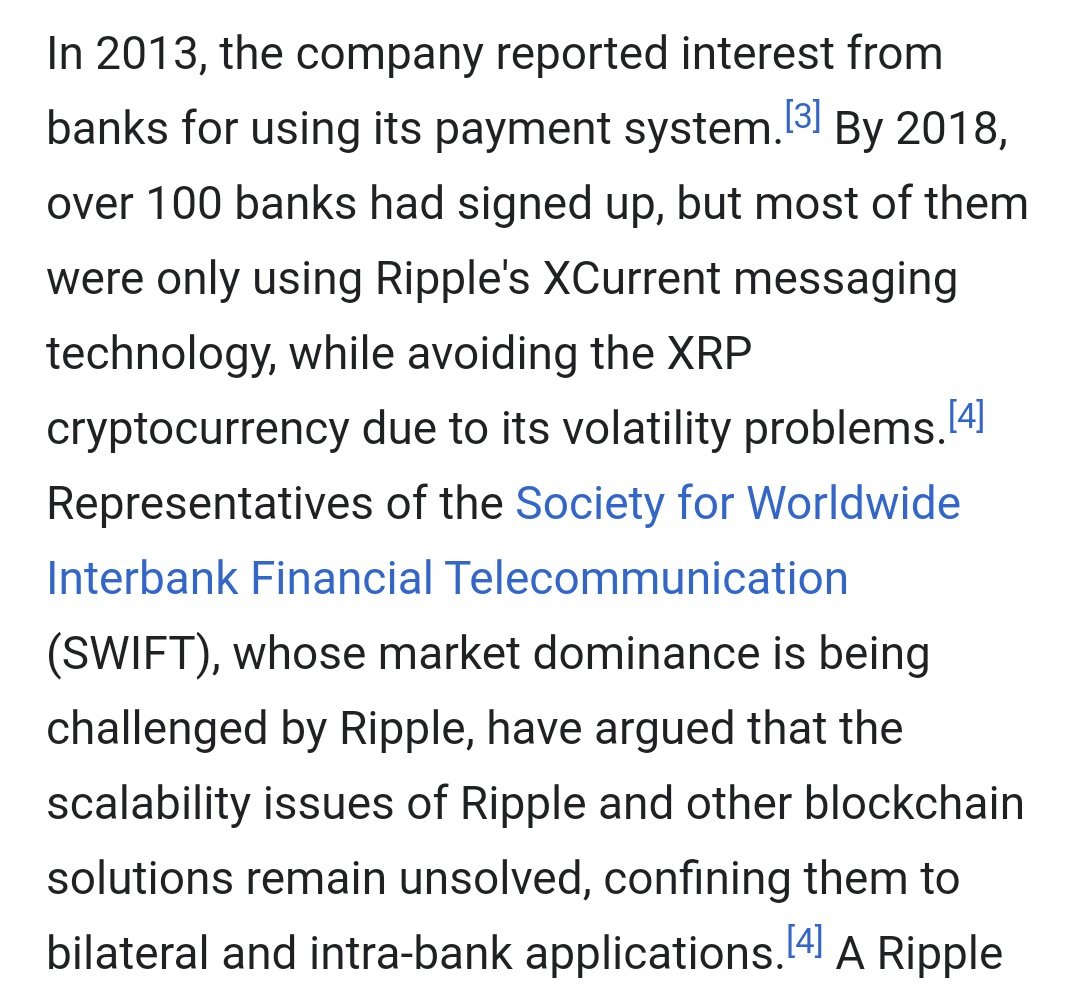 In 2013, the company reported interest from
banks for using its payment system.[3] By 2018,
over 100 banks had signed up, but most of them
were only using Ripple's XCurrent messaging
technology, while avoiding the XRP
cryptocurrency due to its volatility problems.[4]
Representatives of the Society for Worldwide
Interbank Financial Telecommunication
(SWIFT), whose market dominance is being
challenged by Ripple, have argued that the
scalability issues of Ripple and other blockchain
solutions remain unsolved, confining them to
bilateral and intra-bank applications.[4] A Ripple